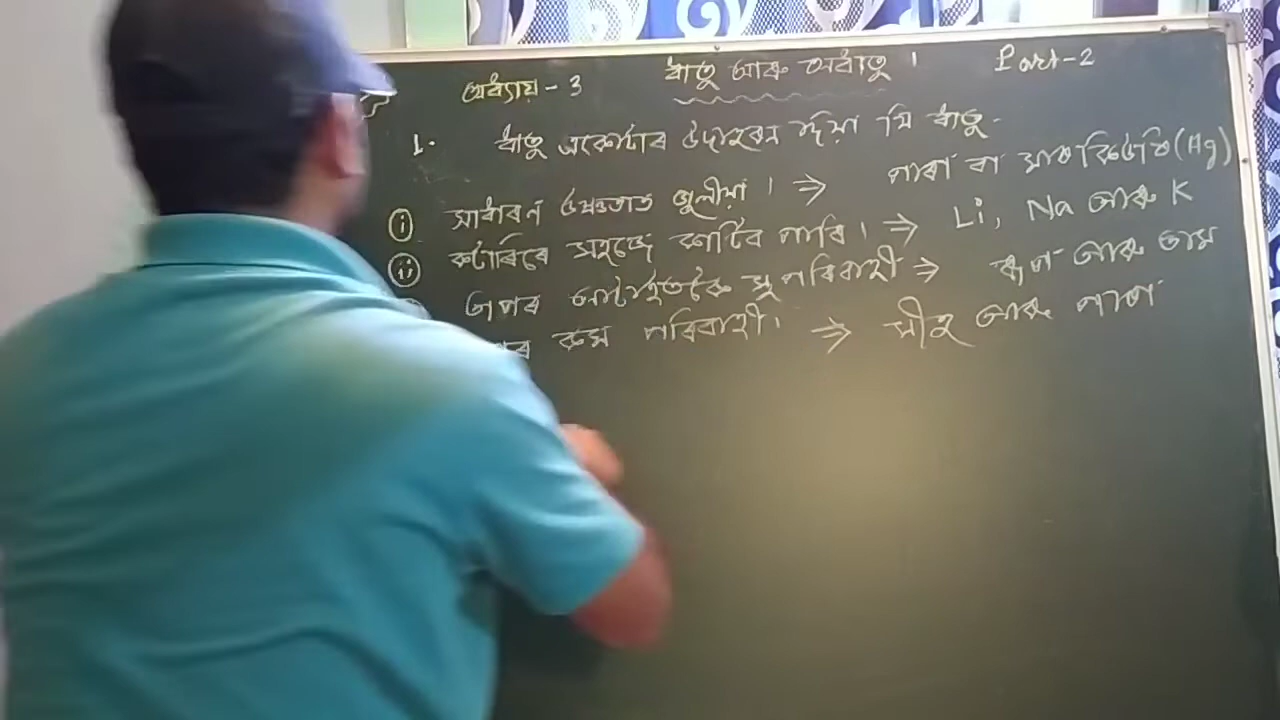 অধ্যায় - 3 ধাতু আৰু অধাতু । Part-2
1. ধাতু একোটাৰ উদাহৰণ দিয়া যি ধাতু-
(i) সাধাৰণ উষ্ণতাত জুলীয়া । ⇒ পাৰা বা মাৰকিউৰি (Hg)
(ii) কটাৰিৰে সহজে কাটিব পাৰি । ⇒ Li, Na আৰু K
তাপৰ আটাইতকৈ সুপৰিবাহী ⇒ ৰূপ আৰু তাম
কম পৰিবাহী । ⇒ সীহ আৰু পাৰা